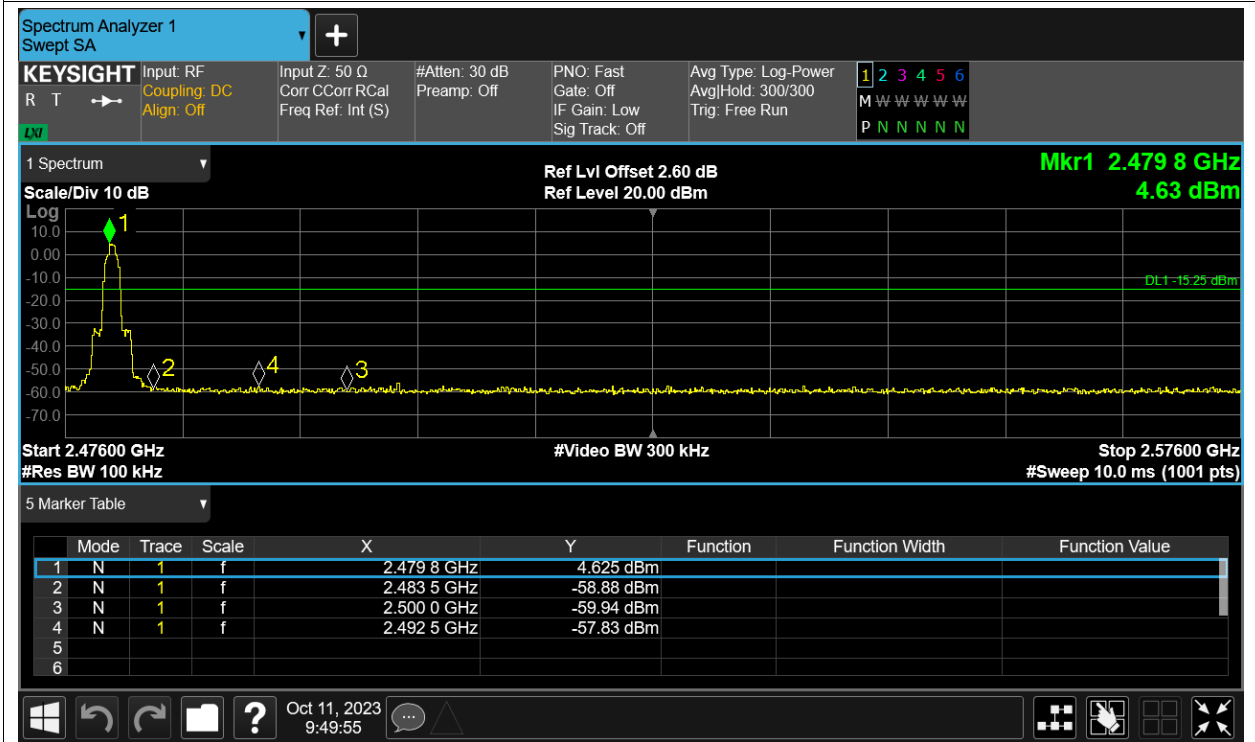 Spectrum Analyzer 1
Swept SA
+
KEYSIGHT
R T
LXI
Input: RF
Coupling: DC
Align: Off
Input Z: 50 Ω
Corr CCorr RCal
Freq Ref: Int (S)
#Atten: 30 dB
Preamp: Off
PNO: Fast
Gate: Off
IF Gain: Low
Sig Track: Off
Avg Type: Log-Power
Avg|Hold: 300/300
Trig: Free Run
1 2 3 4 5 6
M W W W W W
P N N N N N
1 Spectrum
Scale/Div 10 dB
Ref Lvl Offset 2.60 dB
Ref Level 20.00 dBm
Mkr1 2.479 8 GHz
4.63 dBm
Log
10.0
0.00
-10.0
-20.0
-30.0
-40.0
-50.0
-60.0
-70.0
1
2
4
3
DL1 -15.25 dBm
Start 2.47600 GHz
#Res BW 100 kHz
#Video BW 300 kHz
Stop 2.57600 GHz
#Sweep 10.0 ms (1001 pts)
5 Marker Table
Mode Trace Scale X Y Function Function Width Function Value
1 N 1 f 2.479 8 GHz 4.625 dBm
2 N 1 f 2.483 5 GHz -58.88 dBm
3 N 1 f 2.500 0 GHz -59.94 dBm
4 N 1 f 2.492 5 GHz -57.83 dBm
5
6
?
Oct 11, 2023
9:49:55